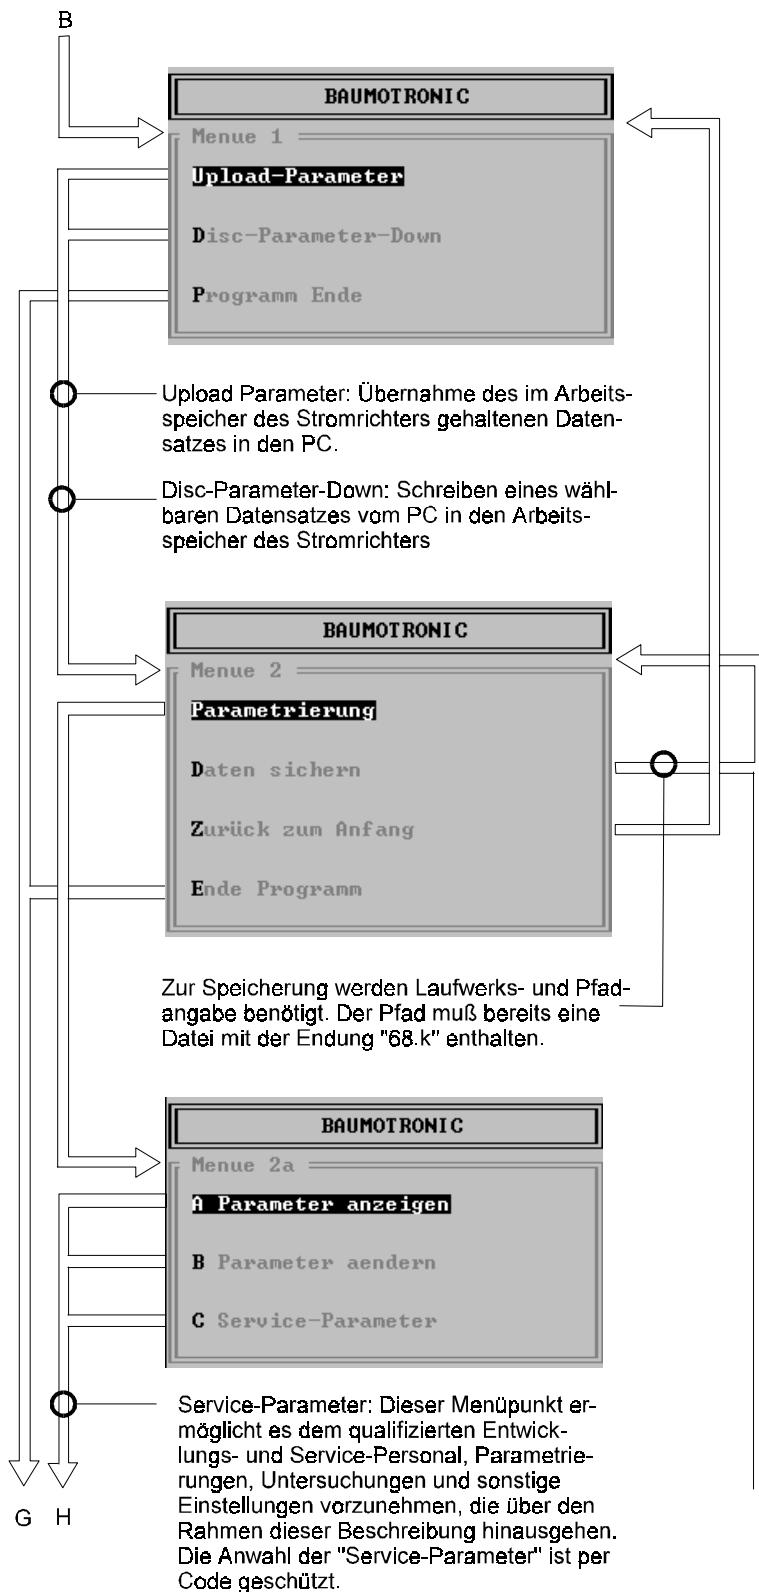 B
BAUMOTRONIC
Menue 1
Upload-Parameter
Disc-Parameter-Down
Programm Ende
Upload Parameter: Übernahme des im Arbeits-
speicher des Stromrichters gehaltenen Daten-
satzes in den PC.
Disc-Parameter-Down: Schreiben eines wähl-
baren Datensatzes vom PC in den Arbeits-
speicher des Stromrichters
BAUMOTRONIC
Menue 2
Parametrierung
Daten sichern
Zurück zum Anfang
Ende Programm
Zur Speicherung werden Laufwerks- und Pfad-
angabe benötigt. Der Pfad muß bereits eine
Datei mit der Endung "68.k" enthalten.
BAUMOTRONIC
Menue 2a
A Parameter anzeigen
B Parameter aendern
C Service-Parameter
Service-Parameter: Dieser Menüpunkt er-
möglicht es dem qualifizierten Entwick-
lungs- und Service-Personal, Parametrie-
rungen, Untersuchungen und sonstige
Einstellungen vorzunehmen, die über den
Rahmen dieser Beschreibung hinausgehen.
Die Anwahl der "Service-Parameter" ist per
Code geschützt.
G H